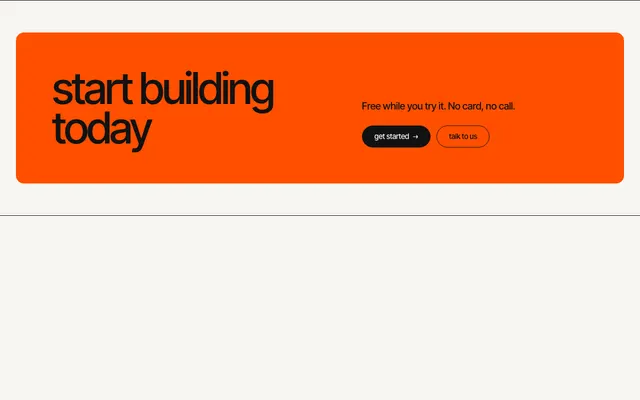 start building
today
Free while you try it. No card, no call.
get started →
talk to us